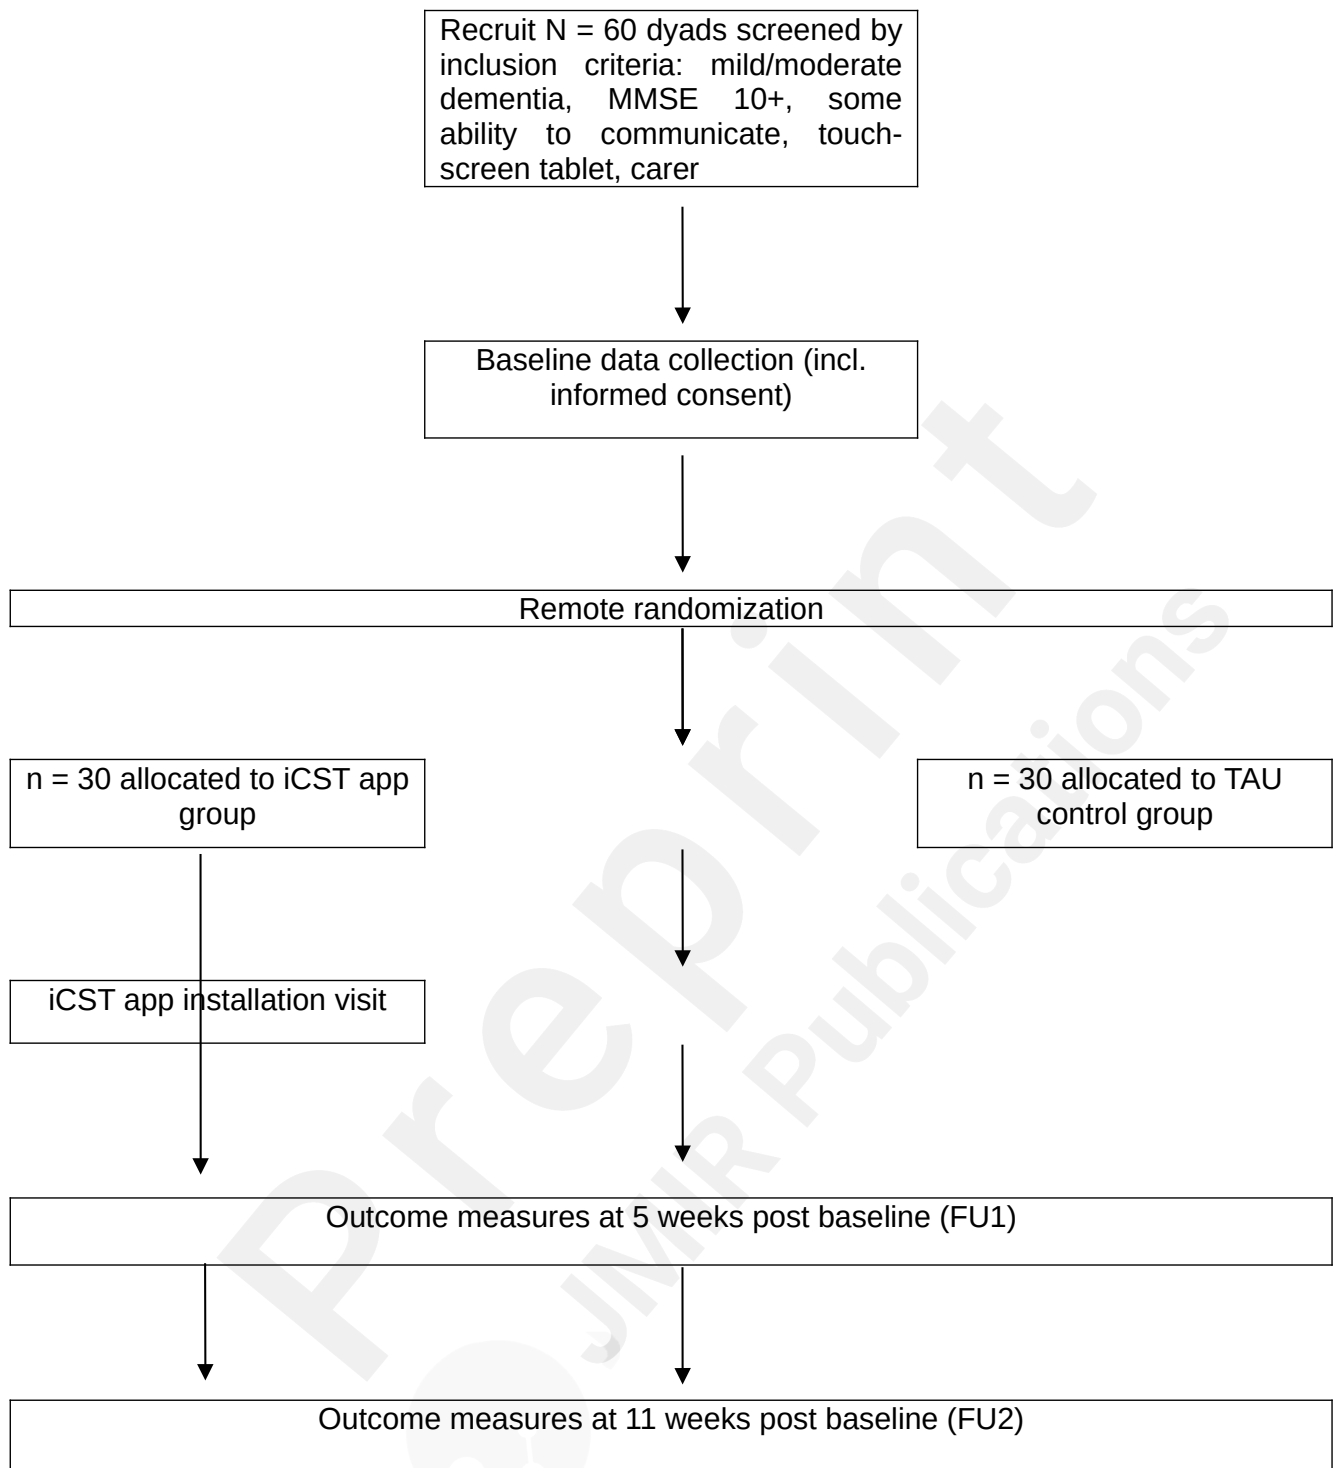 Recruit N = 60 dyads screened by
inclusion criteria: mild/moderate
dementia, MMSE 10+, some
ability to communicate, touch-
screen tablet, carer
Baseline data collection (incl.
informed consent)
Remote randomization
n = 30 allocated to iCST app
group
n = 30 allocated to TAU
control group
iCST app installation visit
Outcome measures at 5 weeks post baseline (FU1)
Outcome measures at 11 weeks post baseline (FU2)
Preprint
JMIR Publications